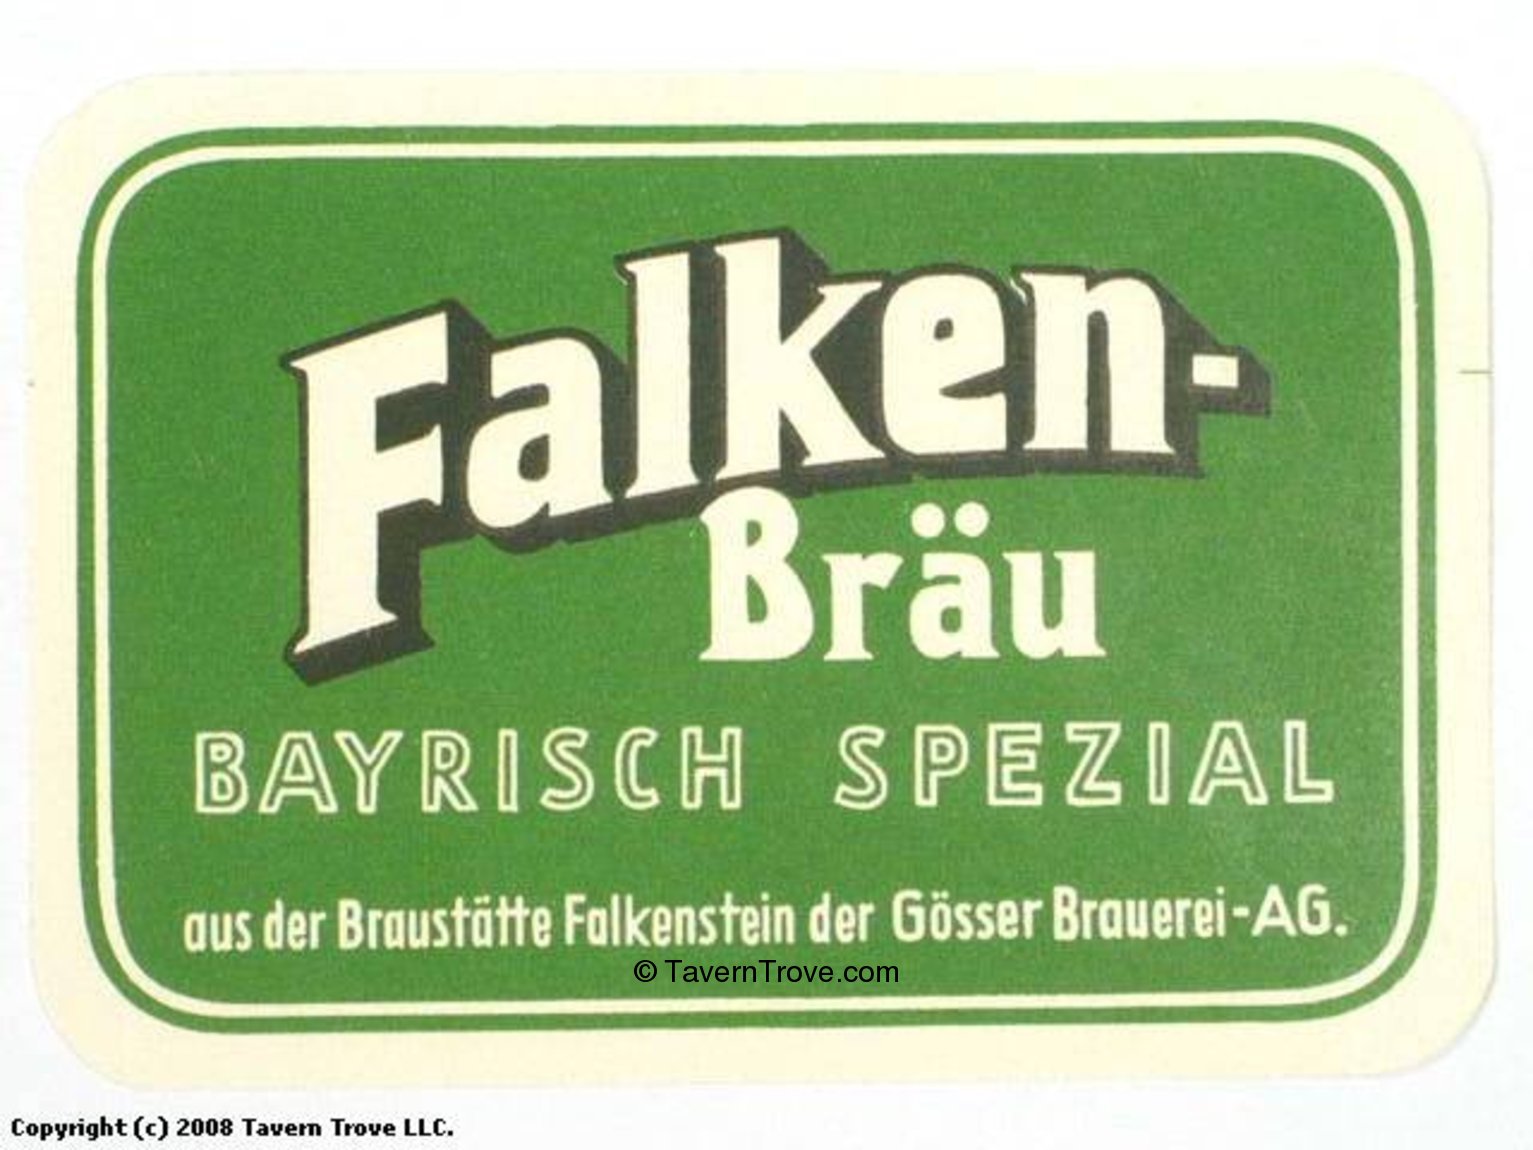 Falken-
Bräu
BAYRISCH SPEZIAL
aus der Braustätte Falkenstein der Gösser Brauerei-AG.
© TavernTrove.com
Copyright (c) 2008 Tavern Trove LLC.